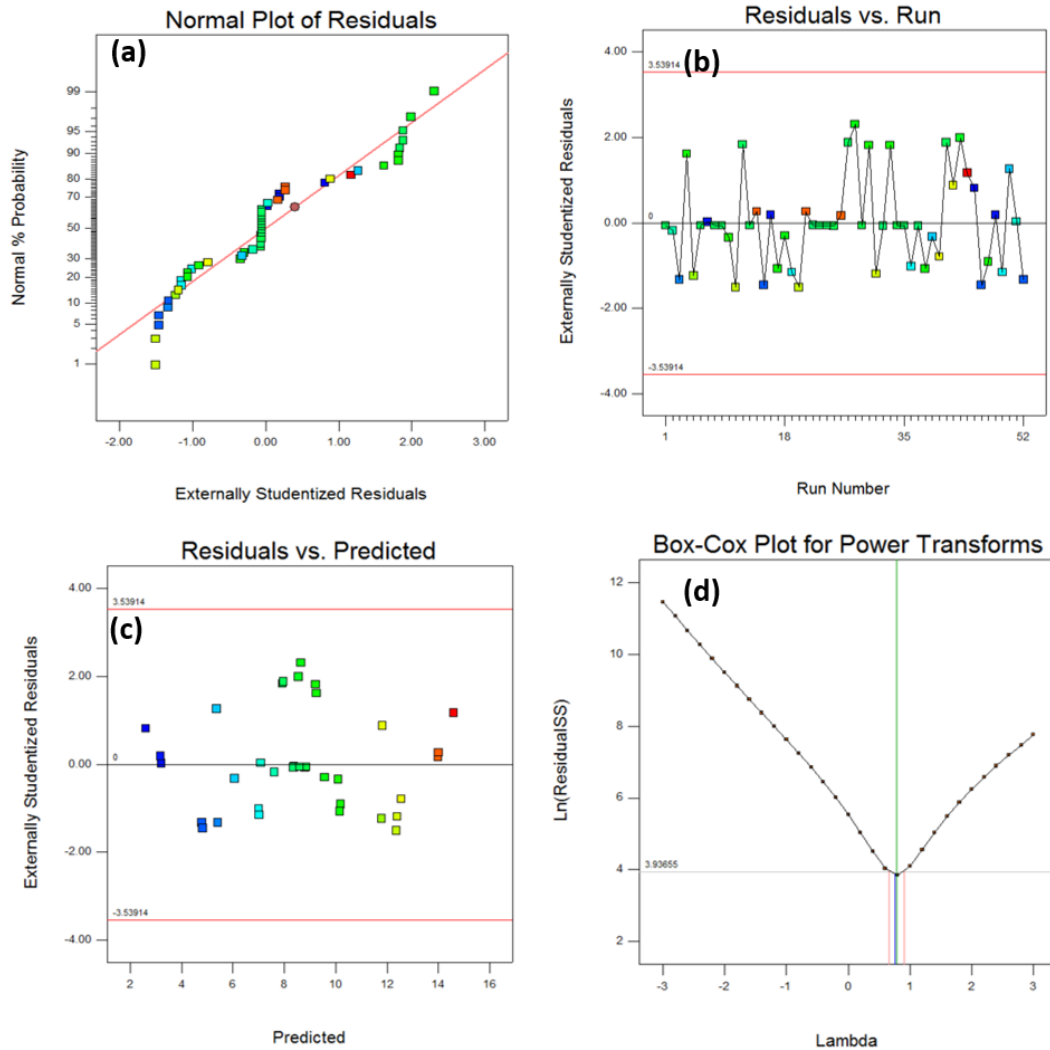 Normal Plot of Residuals
(a)
Normal % Probability
99
95
90
80
70
50
30
20
10
5
1
-2.00 -1.00 0.00 1.00 2.00 3.00
Externally Studentized Residuals
Residuals vs. Run
(b)
Externally Studentized Residuals
4.00
3.53914
2.00
0.00
0
-2.00
-3.53914
-4.00
1 18 35 52
Run Number
Residuals vs. Predicted
(c)
Externally Studentized Residuals
4.00
3.53914
2.00
0.00
0
-2.00
-3.53914
-4.00
2 4 6 8 10 12 14 16
Predicted
Box-Cox Plot for Power Transforms
(d)
Ln(ResidualSS)
12
10
8
6
4
3.93655
2
-3 -2 -1 0 1 2 3
Lambda